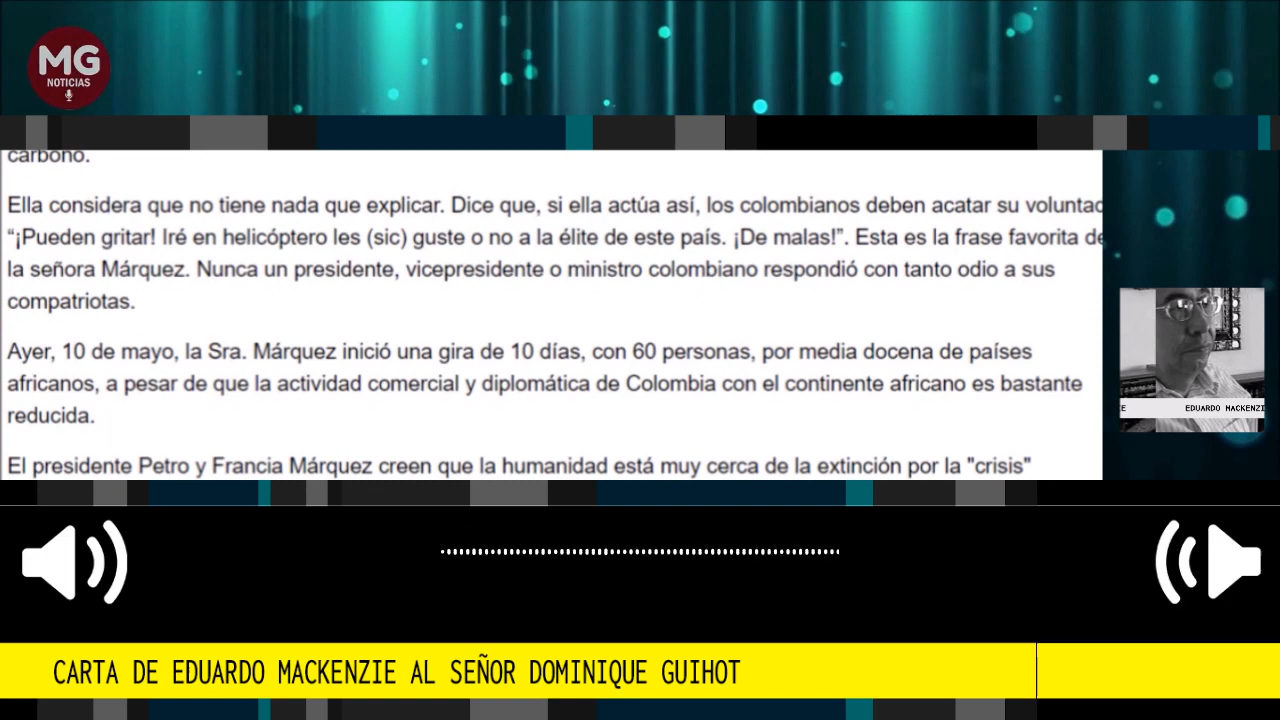 MG
NOTICIAS
carbono.
Ella considera que no tiene nada que explicar. Dice que, si ella actúa así, los colombianos deben acatar su voluntad
“¡Pueden gritar! Iré en helicóptero les (sic) guste o no a la élite de este país. ¡De malas!”. Esta es la frase favorita de
la señora Márquez. Nunca un presidente, vicepresidente o ministro colombiano respondió con tanto odio a sus
compatriotas.
Ayer, 10 de mayo, la Sra. Márquez inició una gira de 10 días, con 60 personas, por media docena de países
africanos, a pesar de que la actividad comercial y diplomática de Colombia con el continente africano es bastante
reducida.
El presidente Petro y Francia Márquez creen que la humanidad está muy cerca de la extinción por la "crisis"
IE EDUARDO MACKENZI
CARTA DE EDUARDO MACKENZIE AL SEÑOR DOMINIQUE GUIHOT